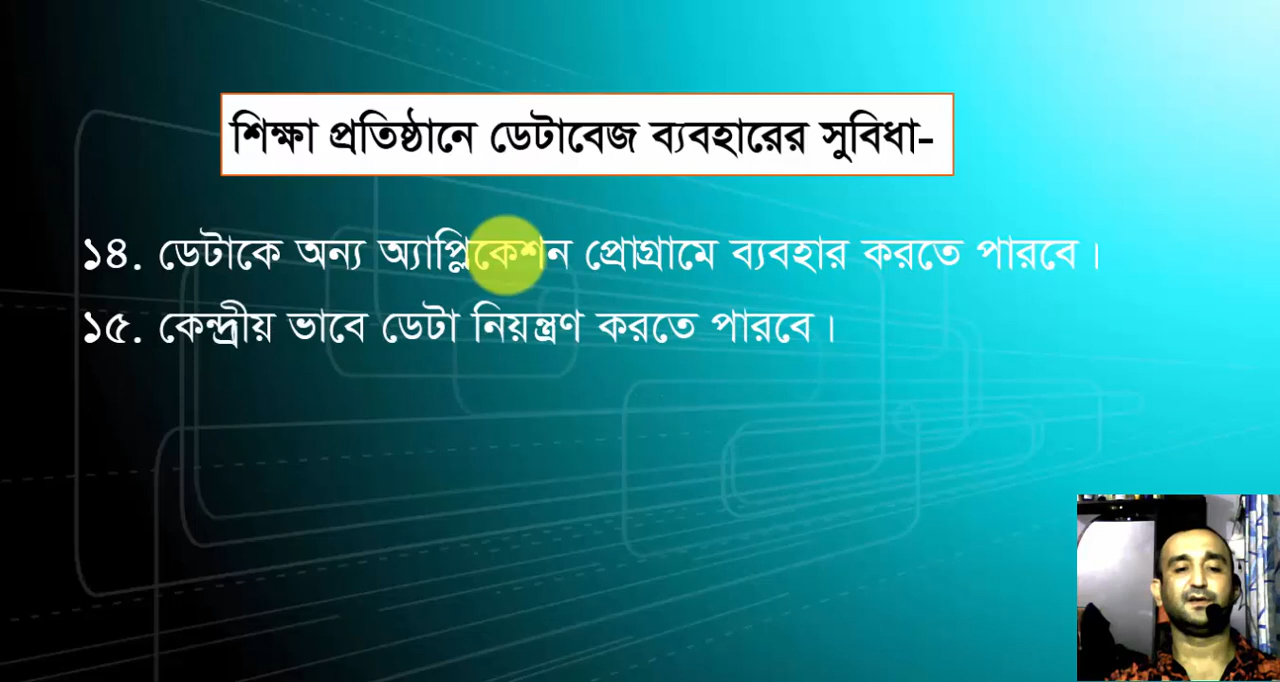 শিক্ষা প্রতিষ্ঠানে ডেটাবেজ ব্যবহারের সুবিধা-
১৪. ডেটাকে অন্য অ্যাপ্লিকেশন প্রোগ্রামে ব্যবহার করতে পারবে।
১৫. কেন্দ্রীয় ভাবে ডেটা নিয়ন্ত্রণ করতে পারবে।